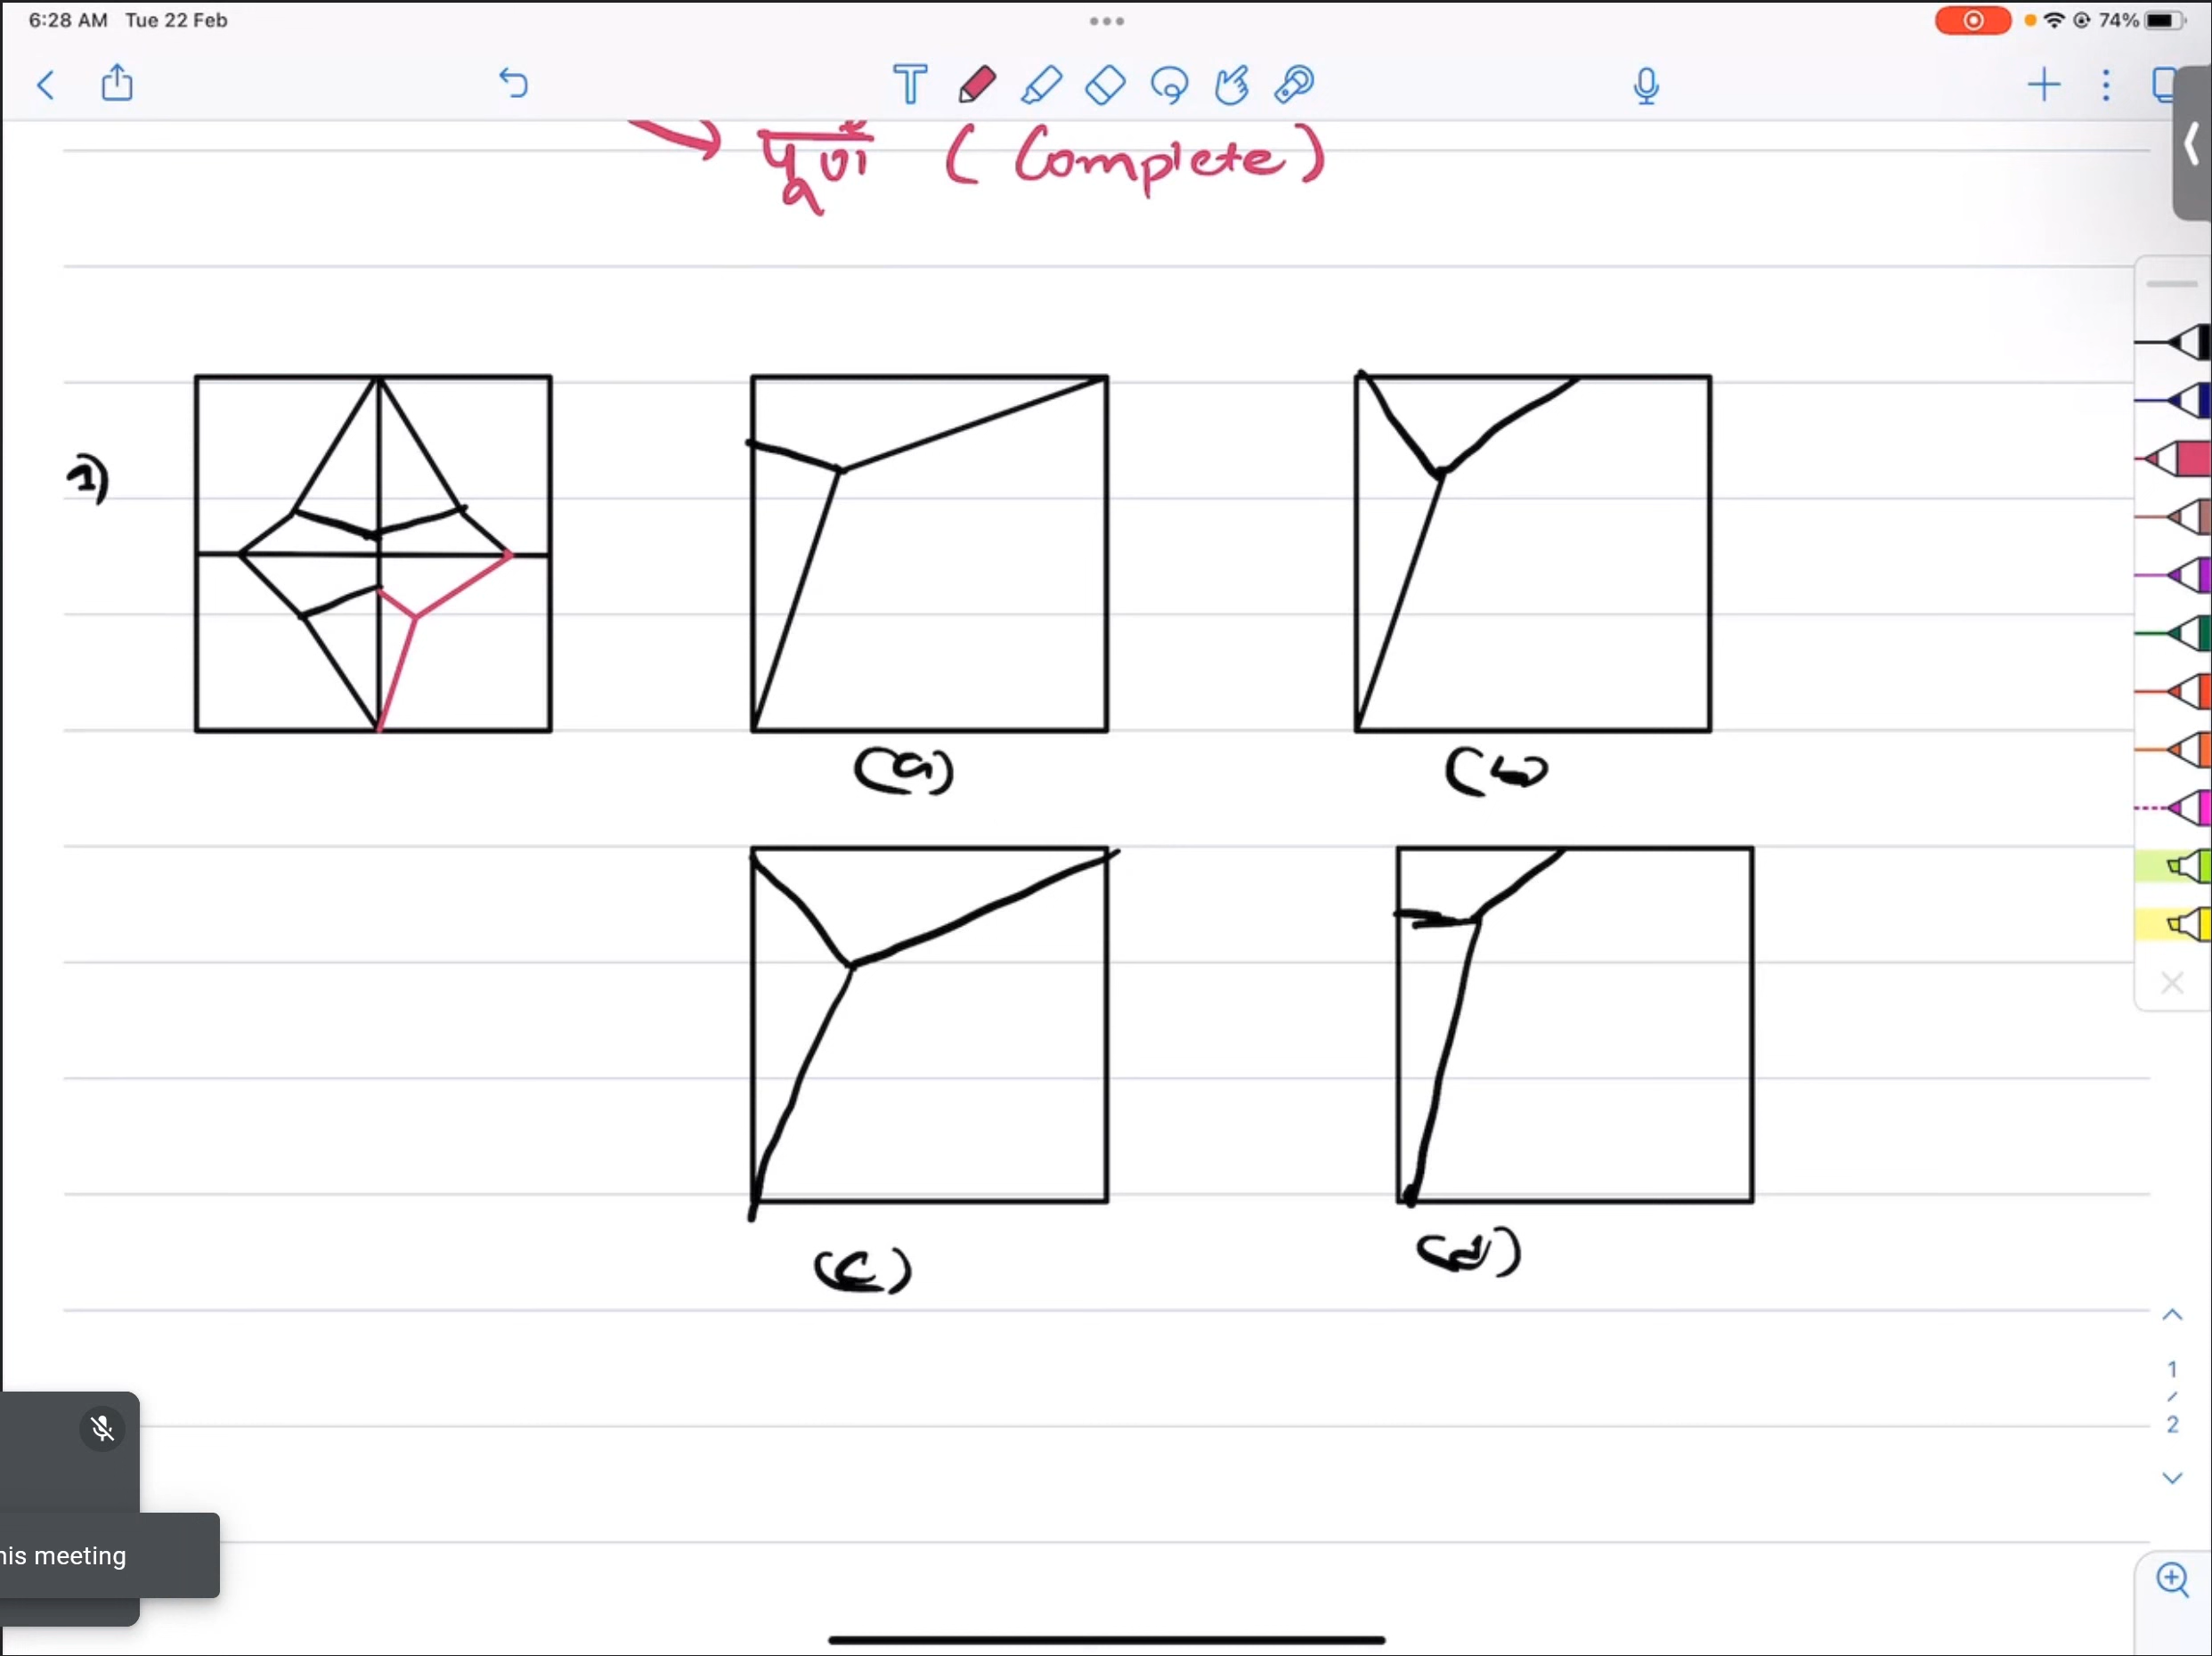 6:28 AM Tue 22 Feb
74%
पूर्ण (Complete)
1)
(a)
(b)
(c)
(d)
1
/
2
his meeting